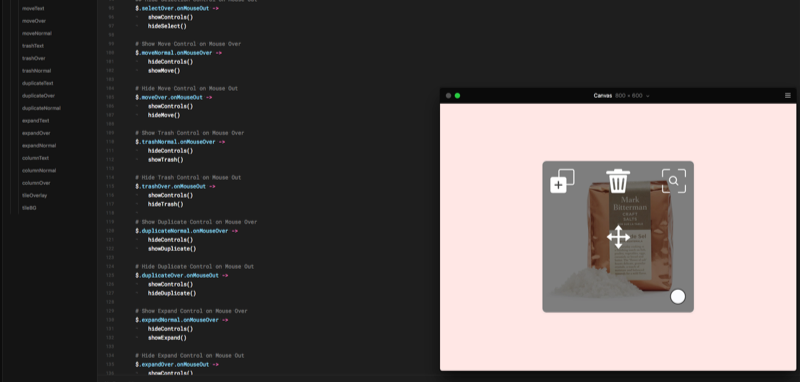 moveText
moveOver
moveNormal
trashText
trashOver
trashNormal
duplicateText
duplicateOver
duplicateNormal
expandText
expandOver
expandNormal
columnText
columnNormal
columnOver
tileOverlay
tileBG
$.selectOver.onMouseOut ->
showControls()
hideSelect()
# Show Move Control on Mouse Over
$.moveNormal.onMouseOver ->
hideControls()
showMove()
# Hide Move Control on Mouse Out
$.moveOver.onMouseOut ->
showControls()
hideMove()
# Show Trash Control on Mouse Over
$.trashNormal.onMouseOver ->
hideControls()
showTrash()
# Hide Trash Control on Mouse Out
$.trashOver.onMouseOut ->
showControls()
hideTrash()
# Show Duplicate Control on Mouse Over
$.duplicateNormal.onMouseOver ->
hideControls()
showDuplicate()
# Hide Duplicate Control on Mouse Out
$.duplicateOver.onMouseOut ->
showControls()
hideDuplicate()
# Show Expand Control on Mouse Over
$.expandNormal.onMouseOver ->
hideControls()
showExpand()
# Hide Expand Control on Mouse Out
$.expandOver.onMouseOut ->
showControls()
Canvas 800 × 600
Mark
Bittterman
CRAFT
SALTS